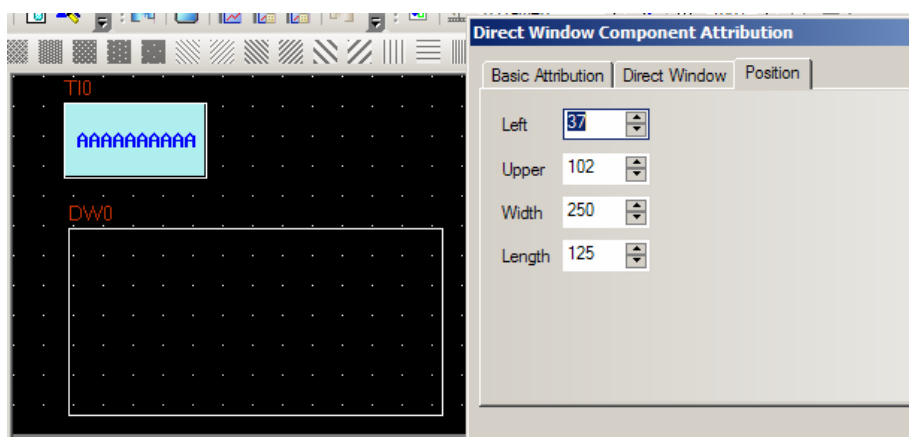 TI0
AAAAAAAAAA
DW0
Direct Window Component Attribution
Basic Attribution
Direct Window
Position
Left
37
Upper
102
Width
250
Length
125